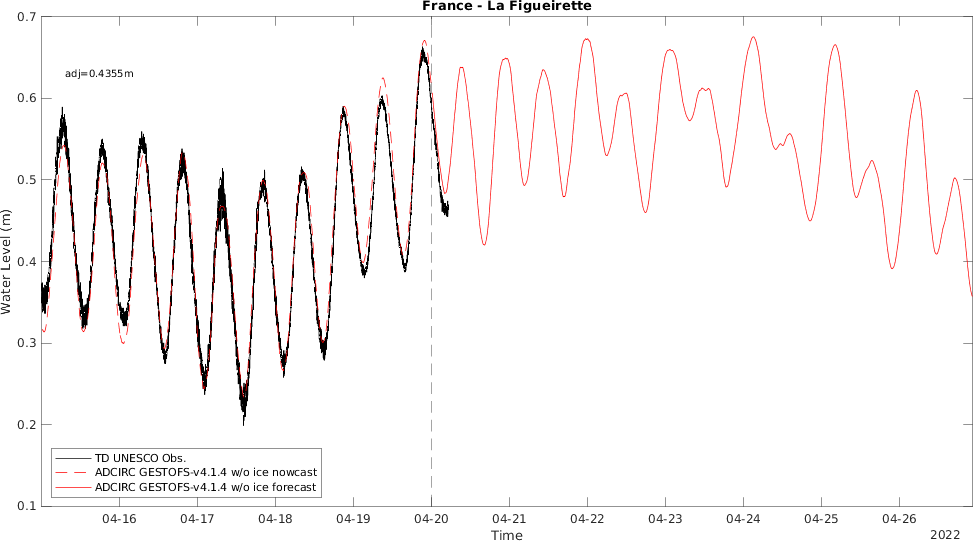 France - La Figueirette
0.7
0.6
0.5
0.4
0.3
0.2
0.1
Water Level (m)
adj=0.4355m
TD UNESCO Obs.
ADCIRC GESTOFS-v4.1.4 w/o ice nowcast
ADCIRC GESTOFS-v4.1.4 w/o ice forecast
04-16 04-17 04-18 04-19 04-20 04-21 04-22 04-23 04-24 04-25 04-26
Time
2022